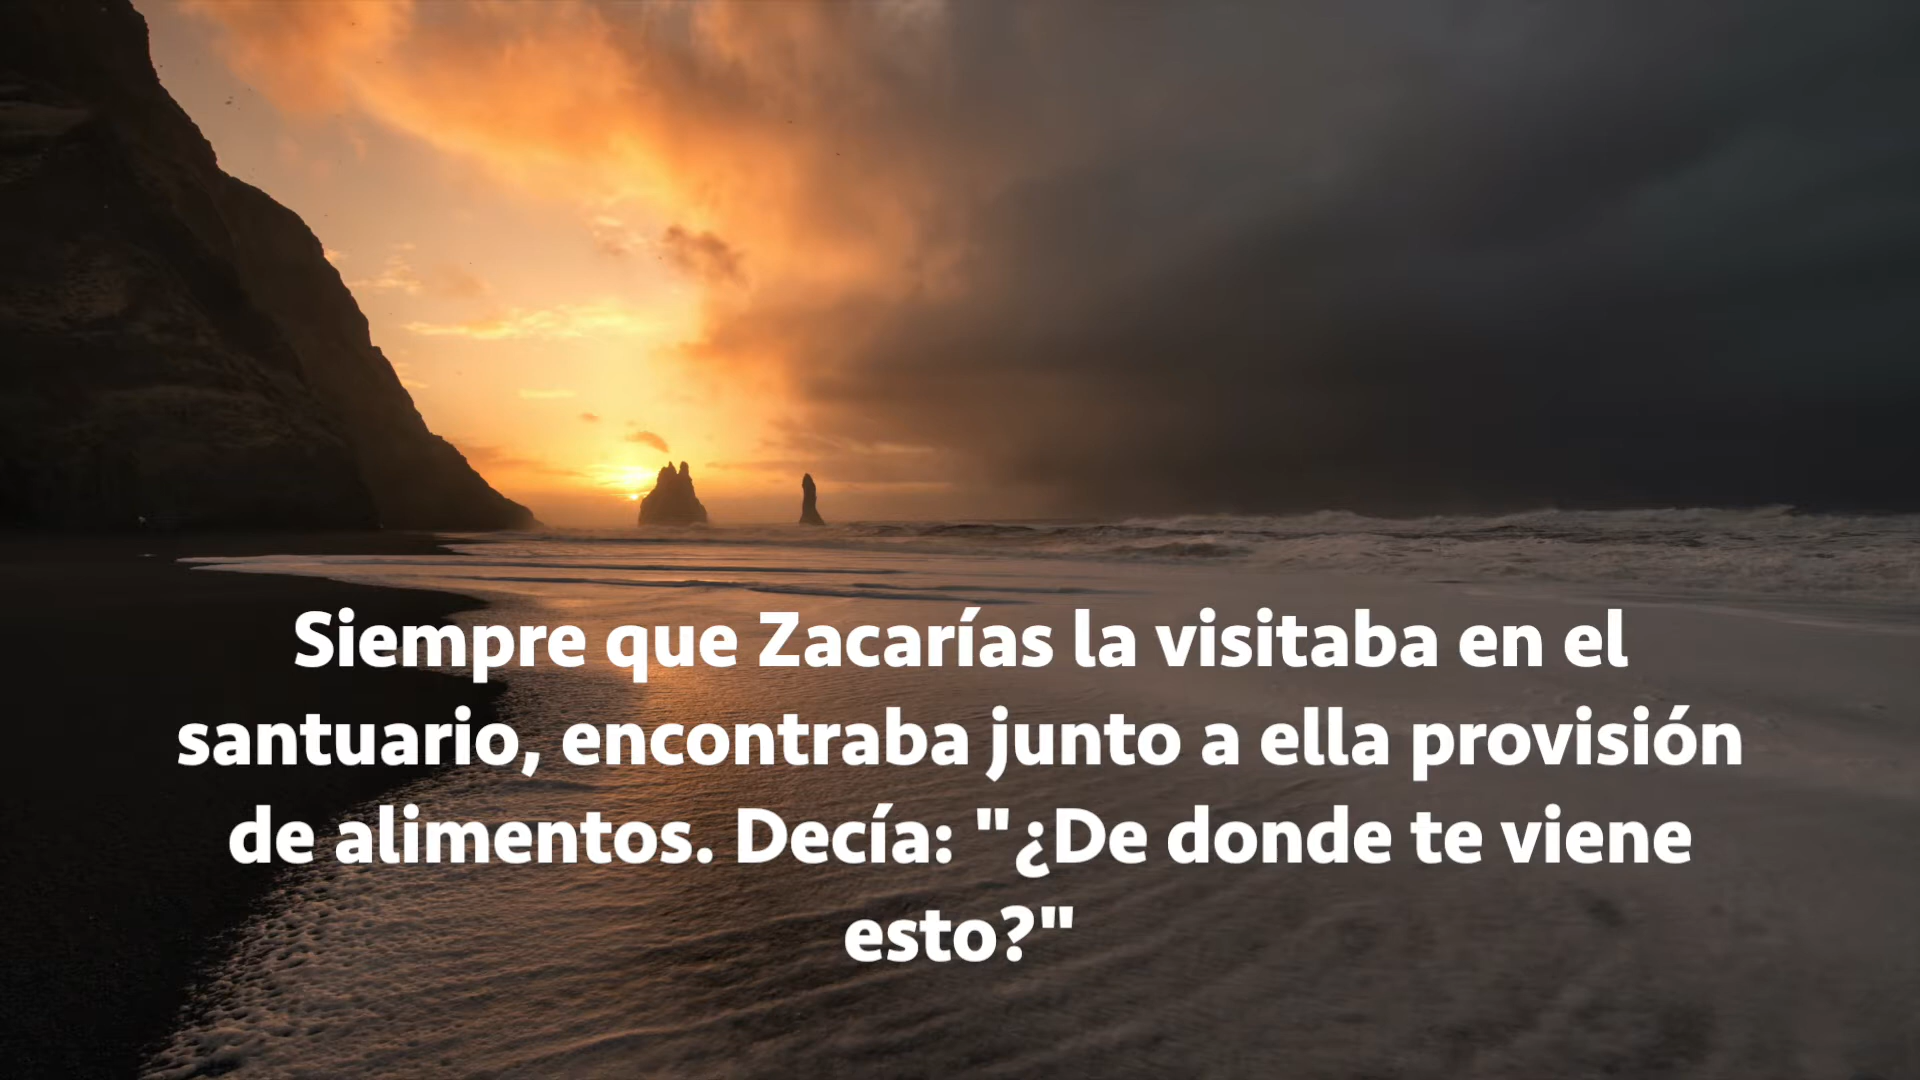 Siempre que Zacarías la visitaba en el
santuario, encontraba junto a ella provisión
de alimentos. Decía: "¿De donde te viene
esto?"